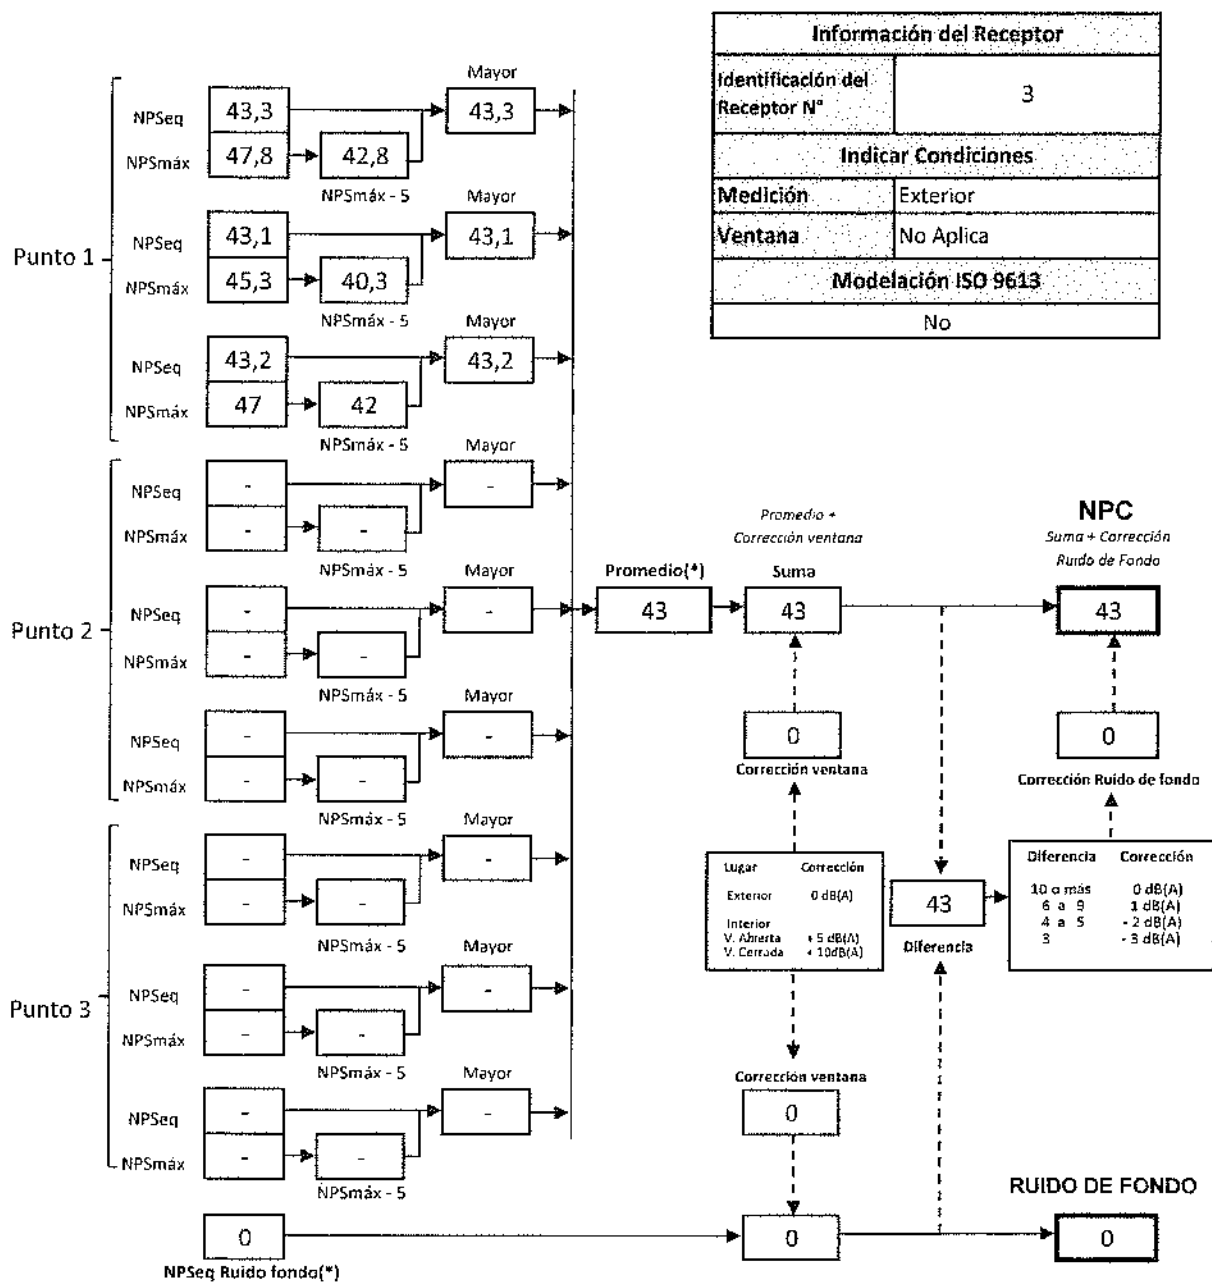 Información del Receptor
Identificación del Receptor N° 3
Indicar Condiciones
Medición Exterior
Ventana No Aplica
Modelación ISO 9613
No
Punto 1
Mayor
NPSeq 43,3 43,3
NPSmáx 47,8 42,8
NPSmáx - 5
Mayor
NPSeq 43,1 43,1
NPSmáx 45,3 40,3
NPSmáx - 5
Mayor
NPSeq 43,2 43,2
NPSmáx 47 42
NPSmáx - 5
Punto 2
Mayor
NPSeq - -
NPSmáx - -
NPSmáx - 5
Mayor
NPSeq - -
NPSmáx - -
NPSmáx - 5
Mayor
NPSeq - -
NPSmáx - -
NPSmáx - 5
Punto 3
Mayor
NPSeq - -
NPSmáx - -
NPSmáx - 5
Mayor
NPSeq - -
NPSmáx - -
NPSmáx - 5
Mayor
NPSeq - -
NPSmáx - -
NPSmáx - 5
0
NPSeq Ruido fondo(*)
Promedio(*)
43
Promedio +
Corrección ventana
Suma
43
NPC
Suma + Corrección
Ruido de Fondo
43
0
Corrección ventana
0
Corrección Ruido de fondo
Lugar Corrección
Exterior 0 dB(A)
Interior
V. Abierta + 5 dB(A)
V. Cerrada + 10dB(A)
43
Diferencia
Diferencia Corrección
10 o más 0 dB(A)
6 a 9 1 dB(A)
4 a 5 - 2 dB(A)
3 - 3 dB(A)
Corrección ventana
0
0
RUIDO DE FONDO
0